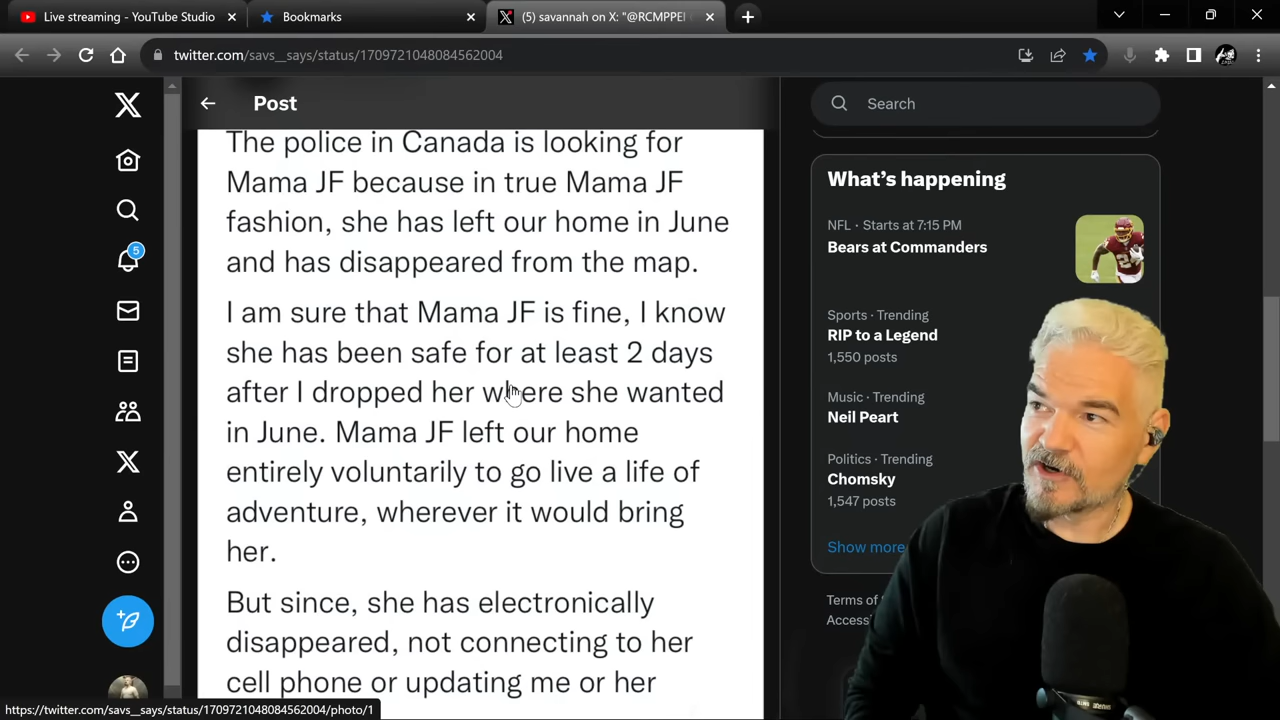 Live streaming - YouTube Studio
Bookmarks
(5) savannah on X: "@RCMPPEI
twitter.com/savs__says/status/1709721048084562004
Post
Search
The police in Canada is looking for
Mama JF because in true Mama JF
fashion, she has left our home in June
and has disappeared from the map.
I am sure that Mama JF is fine, I know
she has been safe for at least 2 days
after I dropped her where she wanted
in June. Mama JF left our home
entirely voluntarily to go live a life of
adventure, wherever it would bring
her.
But since, she has electronically
disappeared, not connecting to her
cell phone or updating me or her
What's happening
NFL · Starts at 7:15 PM
Bears at Commanders
Sports · Trending
RIP to a Legend
1,550 posts
Music · Trending
Neil Peart
Politics · Trending
Chomsky
1,547 posts
Show more
Terms of
5
https://twitter.com/savs__says/status/1709721048084562004/photo/1